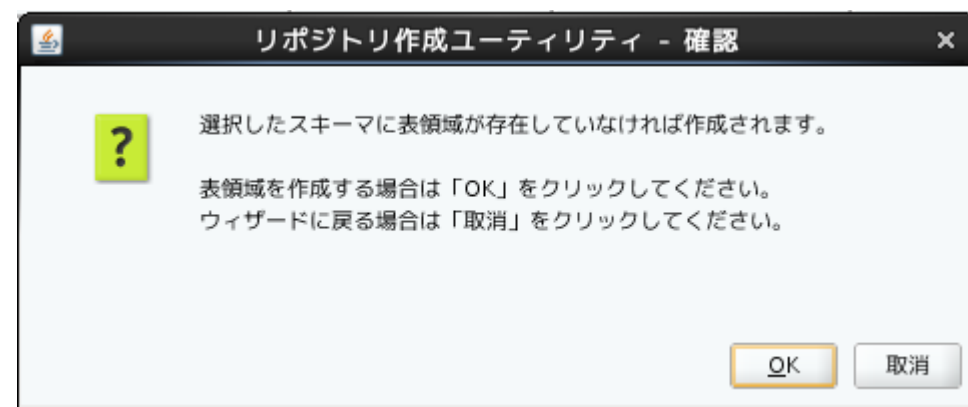 リポジトリ作成ユーティリティ - 確認
選択したスキーマに表領域が存在していなければ作成されます。
表領域を作成する場合は「OK」をクリックしてください。
ウィザードに戻る場合は「取消」をクリックしてください。
OK
取消